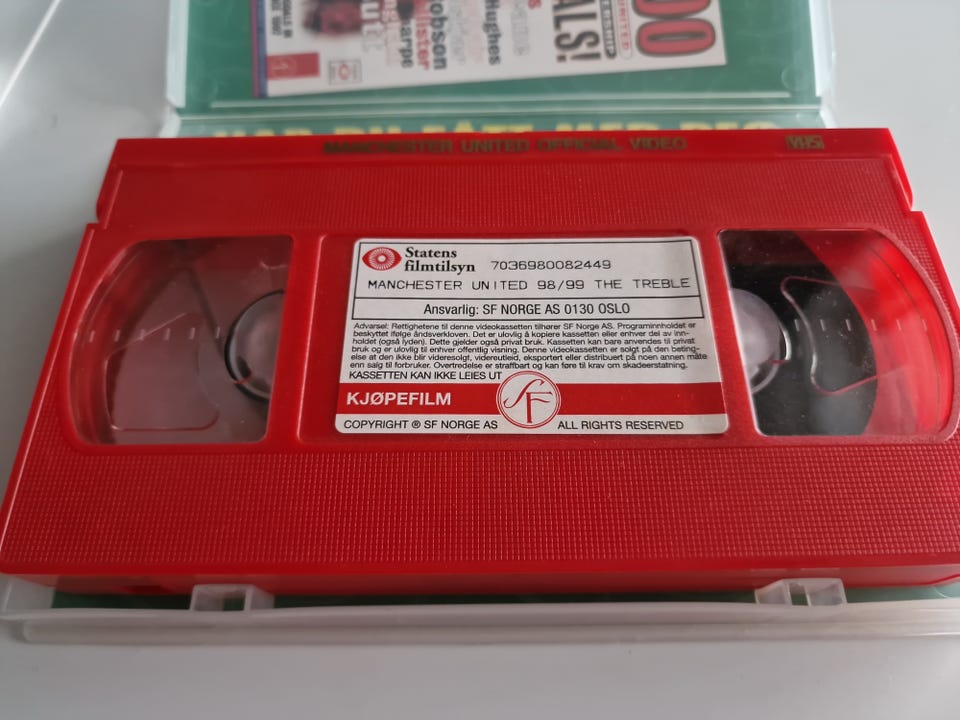 UNITED
ALS!
Hughes
obson
lister
harpe
MANCHESTER UNITED OFFICIAL VIDEO
VHS
Statens
filmtilsyn
7036980082449
MANCHESTER UNITED 98/99 THE TREBLE
Ansvarlig: SF NORGE AS 0130 OSLO
Advarsel: Rettighetene til denne videokassetten tilhører SF Norge AS. Programinnholdet er
beskyttet ifølge åndsverkloven. Det er ulovlig å kopiere kassetten eller enhver del av inn-
holdet (også lyden). Dette gjelder også privat bruk. Kassetten kan bare anvendes til privat
bruk og er ulovlig til enhver offentlig visning. Denne videokassetten er solgt på den beting-
else at den ikke blir videresolgt, videreutleid, eksportert eller distribuert på noen annen måte
enn salg til forbruker. Overtredelse er straffbart og kan føre til krav om skadeerstatning.
KASSETTEN KAN IKKE LEIES UT
KJØPEFILM
SF
COPYRIGHT ® SF NORGE AS
ALL RIGHTS RESERVED